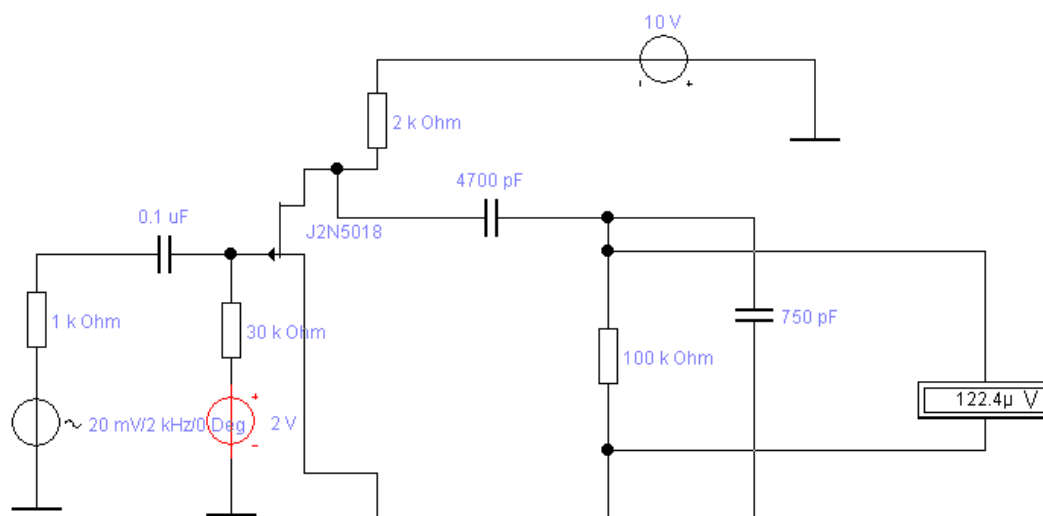 10 V
2 k Ohm
4700 pF
0.1 uF
J2N5018
1 k Ohm
30 k Ohm
750 pF
100 k Ohm
122.4µ V
20 mV/2 kHz/0 Deg
2 V